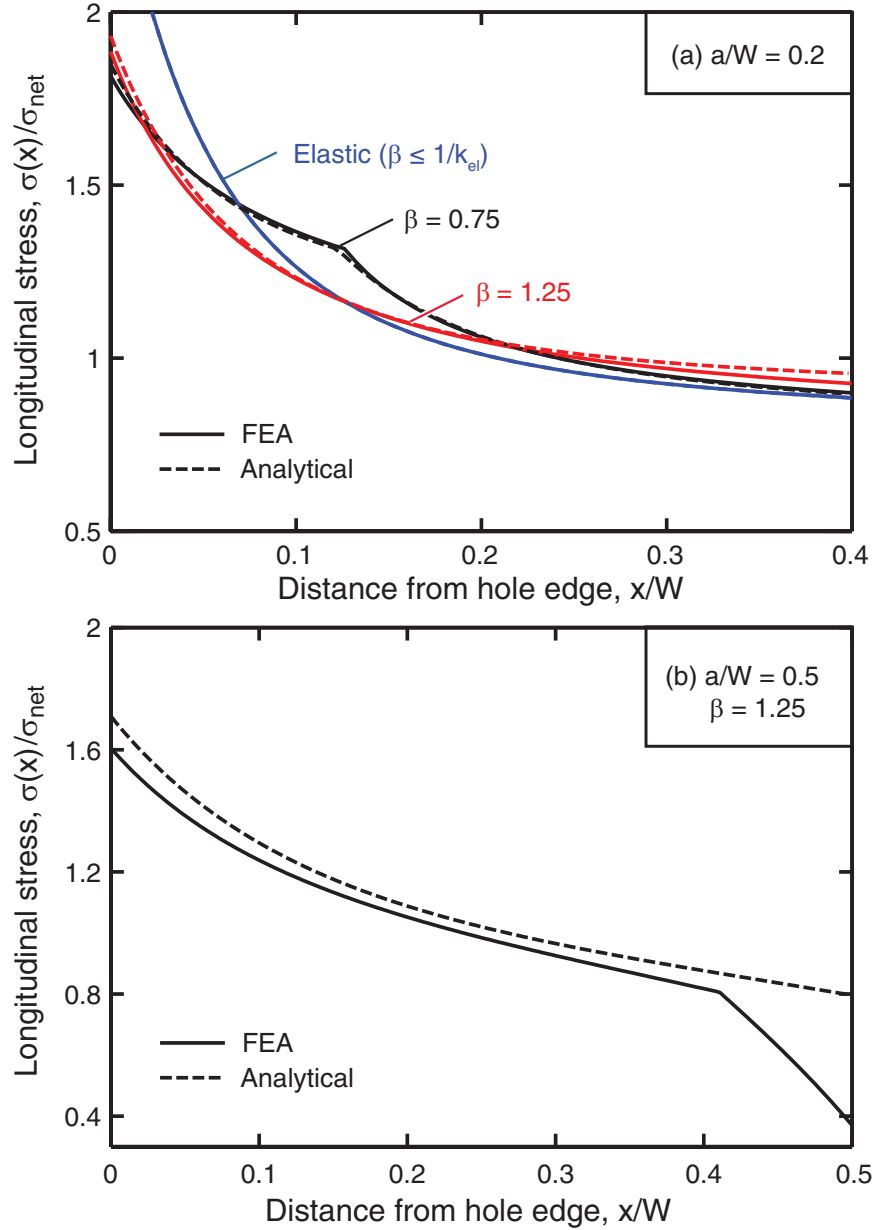 2
(a) a/W = 0.2
Elastic (β ≤ 1/k_el)
1.5
β = 0.75
β = 1.25
1
FEA
Analytical
0.5
0 0.1 0.2 0.3 0.4
Distance from hole edge, x/W
Longitudinal stress, σ(x)/σ_net
2
(b) a/W = 0.5
β = 1.25
1.6
1.2
0.8
FEA
Analytical
0.4
0 0.1 0.2 0.3 0.4 0.5
Distance from hole edge, x/W
Longitudinal stress, σ(x)/σ_net